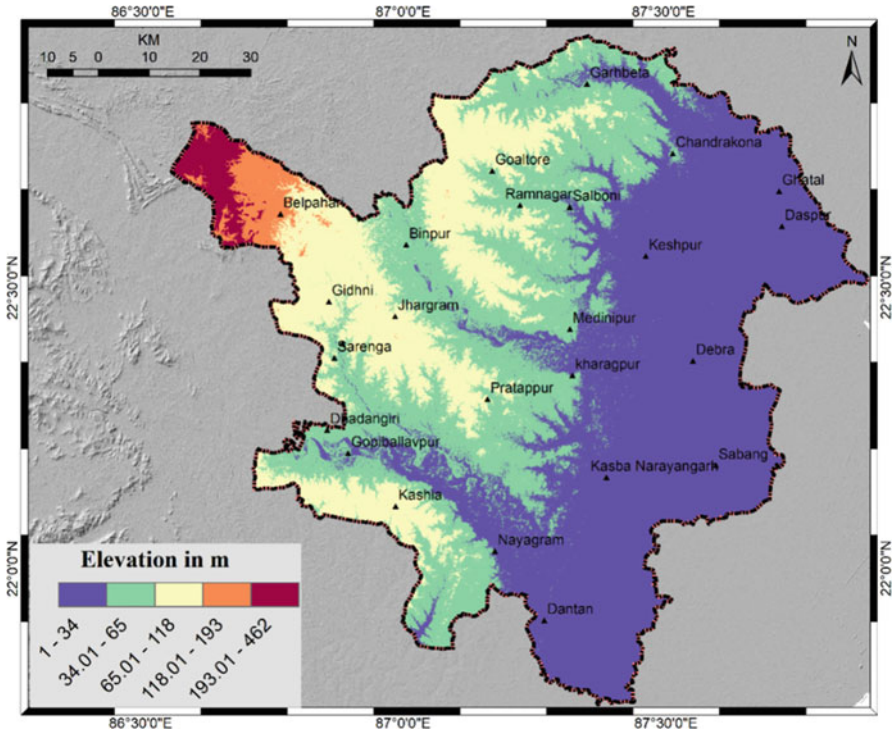 86°30'0"E 87°0'0"E 87°30'0"E
KM
10 5 0 10 20 30
N
Garhbeta
Chandrakona
Goaltore
Ghatal
Ramnagar
Salboni
Belpahari
Daspur
Binpur
Keshpur
22°30'0"N
22°30'0"N
Gidhni
Jhargram
Medinipur
Sarenga
Debra
kharagpur
Pratappur
Dhadangiri
Gopiballavpur
Sabang
Kasba Narayangarh
Kashia
Nayagram
22°0'0"N
22°0'0"N
Dantan
Elevation in m
1 - 34
34.01 - 65
65.01 - 118
118.01 - 193
193.01 - 462
86°30'0"E 87°0'0"E 87°30'0"E